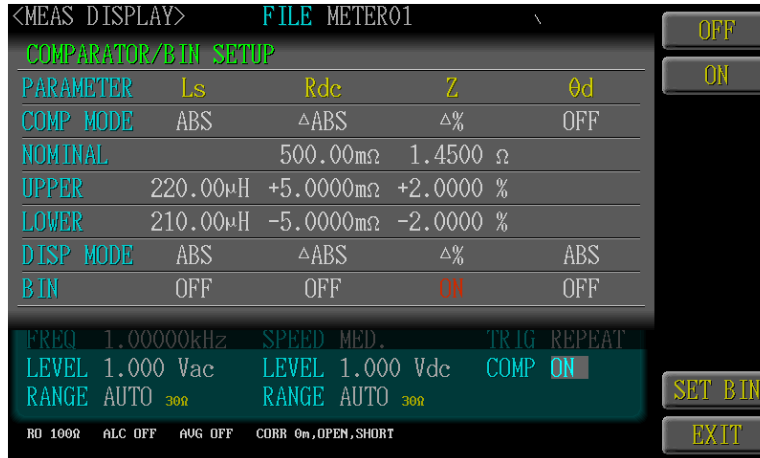 <MEAS DISPLAY> FILE METER01 \
OFF
COMPARATOR/BIN SETUP
ON
PARAMETER Ls Rdc Z θd
COMP MODE ABS △ABS △% OFF
NOMINAL 500.00mΩ 1.4500 Ω
UPPER 220.00μH +5.0000mΩ +2.0000 %
LOWER 210.00μH -5.0000mΩ -2.0000 %
DISP MODE ABS △ABS △% ABS
BIN OFF OFF ON OFF
FREQ 1.00000kHz SPEED MED. TRIG REPEAT
LEVEL 1.000 Vac LEVEL 1.000 Vdc COMP ON
RANGE AUTO 30Ω RANGE AUTO 30Ω
SET BIN
RO 100Ω ALC OFF AVG OFF CORR 0m,OPEN,SHORT
EXIT